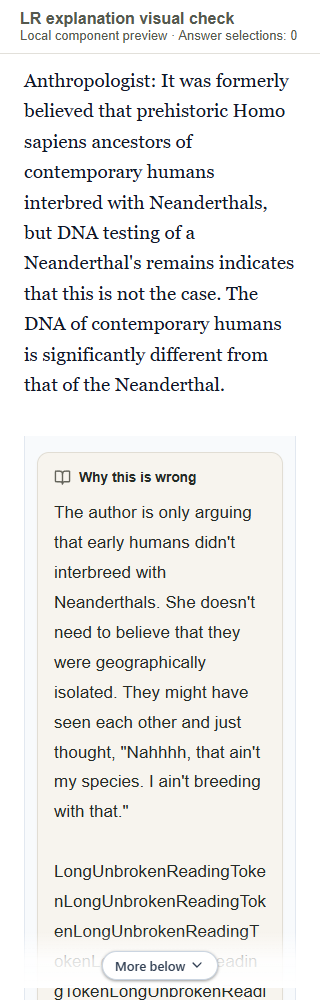 LR explanation visual check
Local component preview · Answer selections: 0
Anthropologist: It was formerly
believed that prehistoric Homo
sapiens ancestors of
contemporary humans
interbred with Neanderthals,
but DNA testing of a
Neanderthal's remains indicates
that this is not the case. The
DNA of contemporary humans
is significantly different from
that of the Neanderthal.
Why this is wrong
The author is only arguing
that early humans didn't
interbreed with
Neanderthals. She doesn't
need to believe that they
were geographically
isolated. They might have
seen each other and just
thought, "Nahhhh, that ain't
my species. I ain't breeding
with that."
LongUnbrokenReadingToke
nLongUnbrokenReadingTok
enLongUnbrokenReadingT
More below
gTokenLongUnbrokenReadi